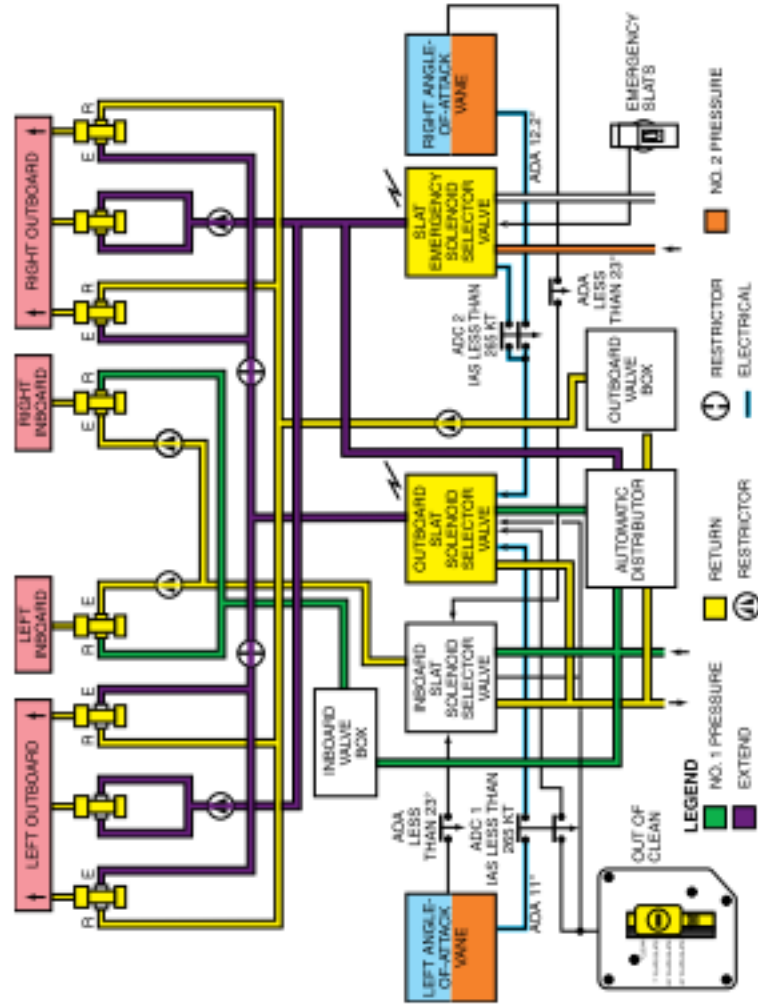 LEFT OUTBOARD
LEFT
INBOARD
RIGHT
INBOARD
RIGHT OUTBOARD
R
E
R
E
R
E
E
R
E
R
E
R
INBOARD
VALVE
BOX
LEFT ANGLE-
OF-ATTACK
VANE
AOA
LESS
THAN 23°
ADC 1
IAS LESS THAN
265 KT
AOA 11°
INBOARD
SLAT
SOLENOID
SELECTOR
VALVE
OUTBOARD
SLAT
SOLENOID
SELECTOR
VALVE
ADC 2
IAS LESS THAN
265 KT
SLAT
EMERGENCY
SOLENOID
SELECTOR
VALVE
RIGHT ANGLE-
OF-ATTACK
VANE
AOA 12.2°
AOA
LESS
THAN 23°
AUTOMATIC
DISTRIBUTOR
OUTBOARD
VALVE
BOX
EMERGENCY
SLATS
OUT OF
CLEAN
LEGEND
NO. 1 PRESSURE
RETURN
RESTRICTOR
NO. 2 PRESSURE
EXTEND
RESTRICTOR
ELECTRICAL